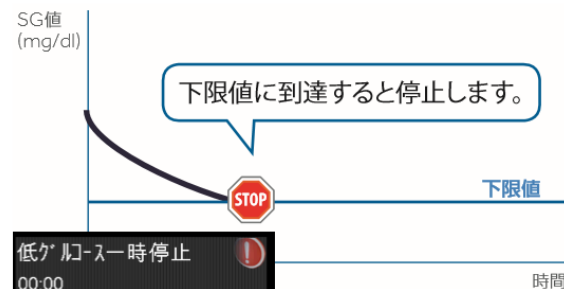 SG値
(mg/dl)
下限値に到達すると停止します。
下限値
STOP
低グルコース一時停止
00:00
時間